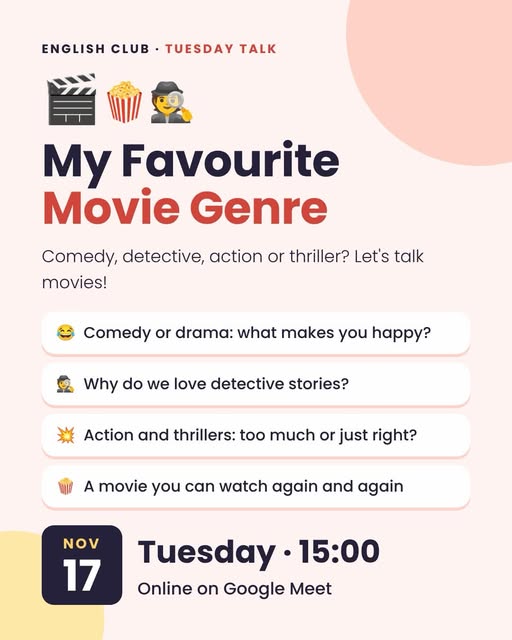 ENGLISH CLUB · TUESDAY TALK
My Favourite
Movie Genre
Comedy, detective, action or thriller? Let's talk
movies!
Comedy or drama: what makes you happy?
Why do we love detective stories?
Action and thrillers: too much or just right?
A movie you can watch again and again
NOV
17
Tuesday · 15:00
Online on Google Meet